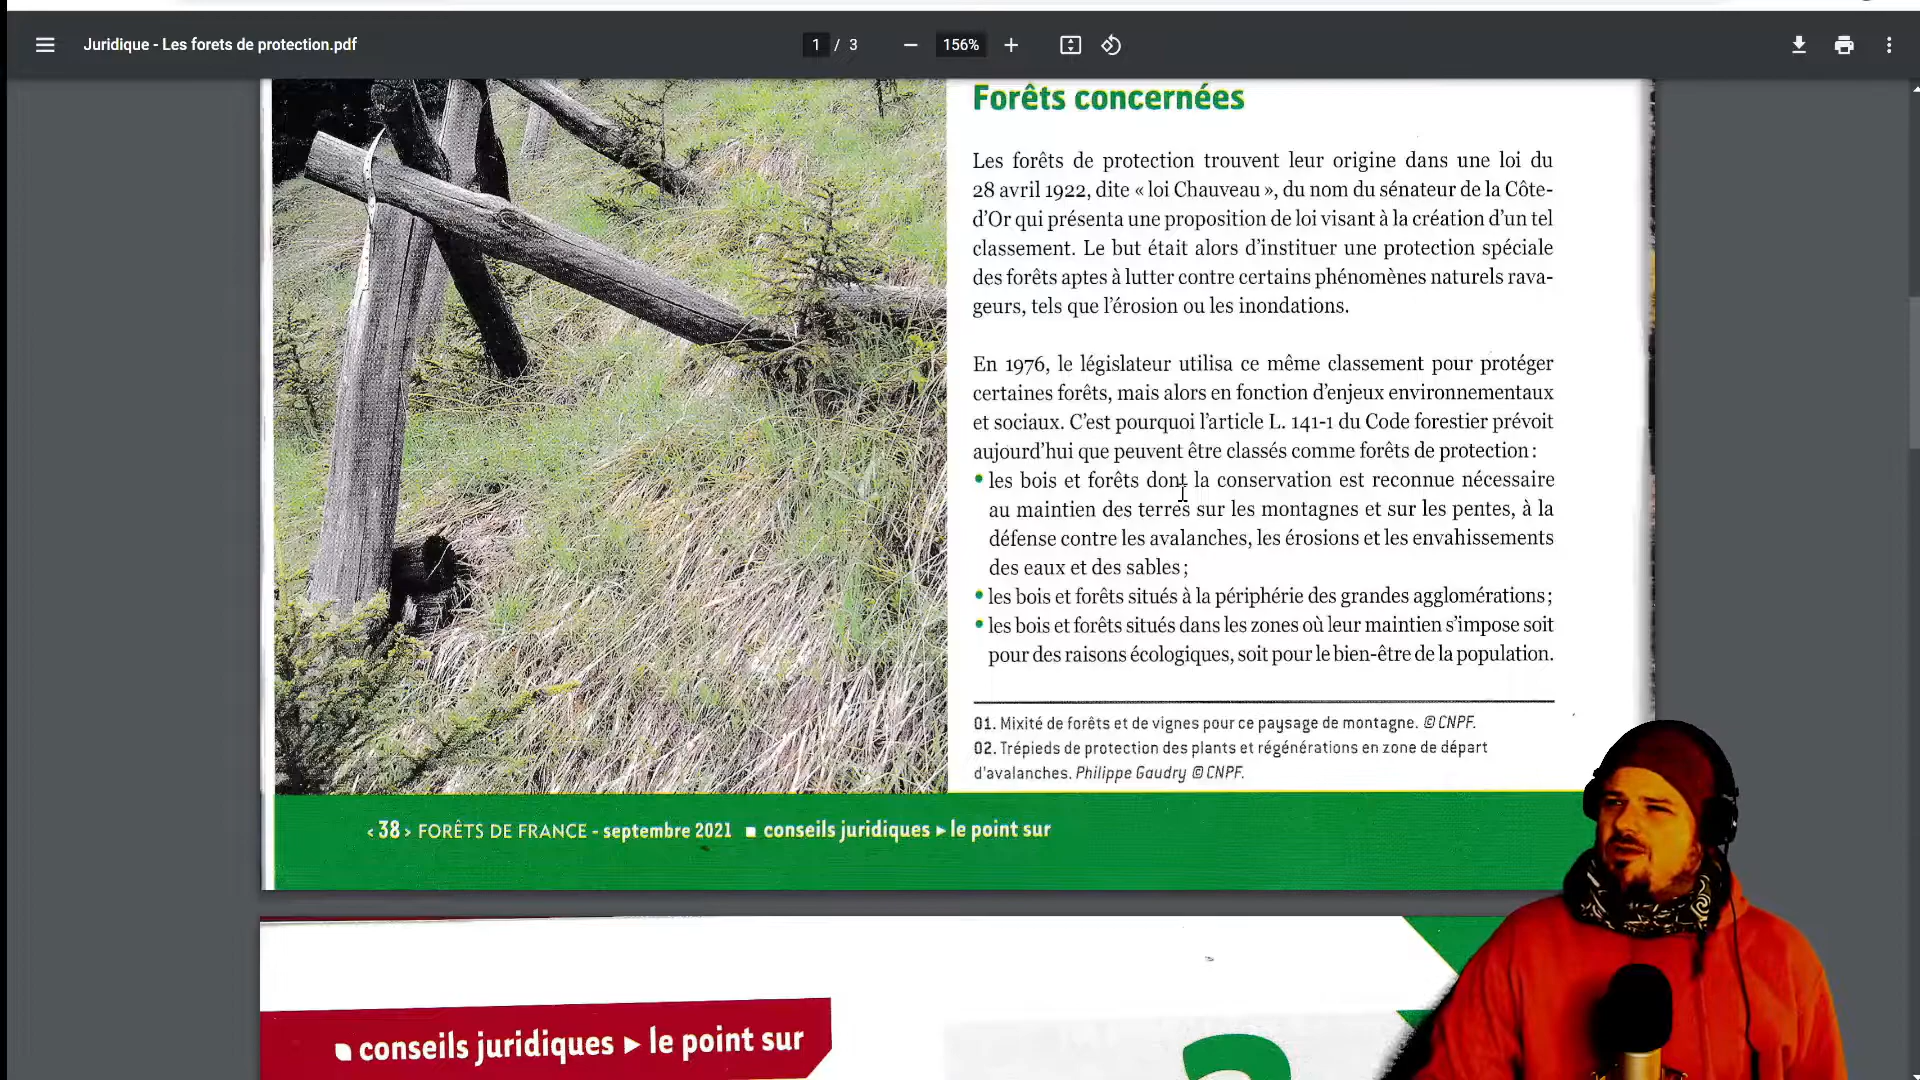 Juridique - Les forets de protection.pdf
1 / 3
156%
Forêts concernées
Les forêts de protection trouvent leur origine dans une loi du
28 avril 1922, dite « loi Chauveau », du nom du sénateur de la Côte-
d’Or qui présenta une proposition de loi visant à la création d’un tel
classement. Le but était alors d’instituer une protection spéciale
des forêts aptes à lutter contre certains phénomènes naturels rava-
geurs, tels que l’érosion ou les inondations.
En 1976, le législateur utilisa ce même classement pour protéger
certaines forêts, mais alors en fonction d’enjeux environnementaux
et sociaux. C’est pourquoi l’article L. 141-1 du Code forestier prévoit
aujourd’hui que peuvent être classés comme forêts de protection :
• les bois et forêts dont la conservation est reconnue nécessaire
au maintien des terres sur les montagnes et sur les pentes, à la
défense contre les avalanches, les érosions et les envahissements
des eaux et des sables ;
• les bois et forêts situés à la périphérie des grandes agglomérations ;
• les bois et forêts situés dans les zones où leur maintien s’impose soit
pour des raisons écologiques, soit pour le bien-être de la population.
01. Mixité de forêts et de vignes pour ce paysage de montagne. © CNPF.
02. Trépieds de protection des plants et régénérations en zone de départ
d’avalanches. Philippe Gaudry © CNPF.
< 38 > FORÊTS DE FRANCE - septembre 2021 ■ conseils juridiques ▸ le point sur
conseils juridiques ▸ le point sur